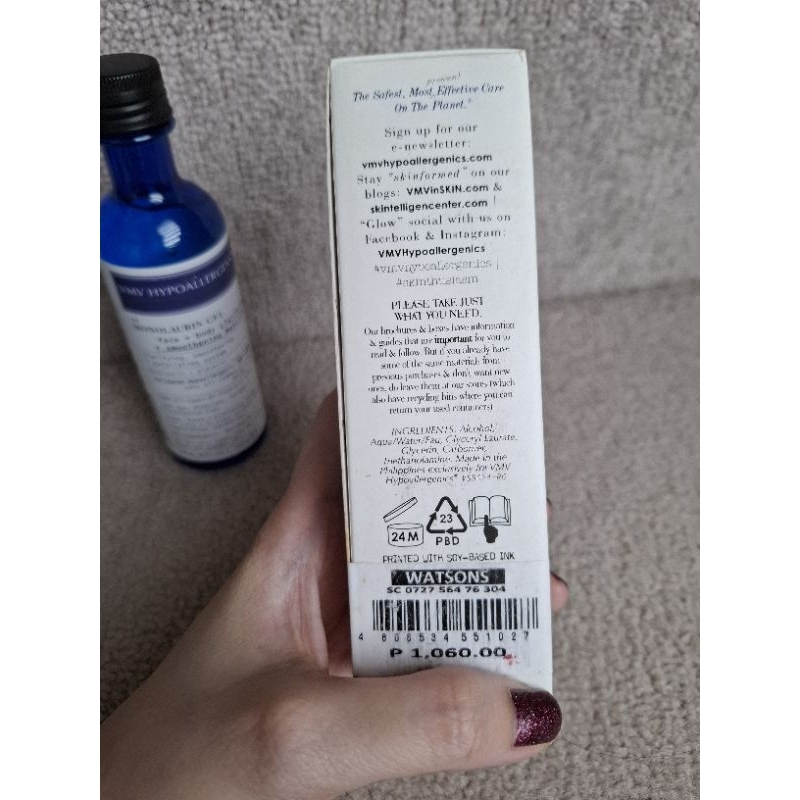 proven!
The Safest, Most Effective Care
On The Planet.®
Sign up for our
e-newsletter:
vmvhypoallergenics.com
Stay "skinformed" on our
blogs: VMVinSKIN.com &
skintelligencenter.com !
"Glow" social with us on
Facebook & Instagram:
VMVHypoallergenics
#vmvhypoallergenics |
PLEASE TAKE JUST
WHAT YOU NEED.
Our brochures & boxes have information
& guides that are important for you to
read & follow. But if you already have
some of the same materials from
previous purchases & don't want new
ones, do leave them at our stores (which
also have recycling bins where you can
return your used containers)
INGREDIENTS: Alcohol,
Aqua/Water/Eau, Glyceryl Laurate,
Glycerin, Carbomer,
Triethanolamine. Made in the
Philippines exclusively for VMV
Hypoallergenics®
24M
23
PBD
PRINTED WITH SOY-BASED INK
WATSONS
SC 0727 564 76 304
4 806534 551027
P 1,060.00
VMV HYPOALLERGEN
MONOLAURIN GEL